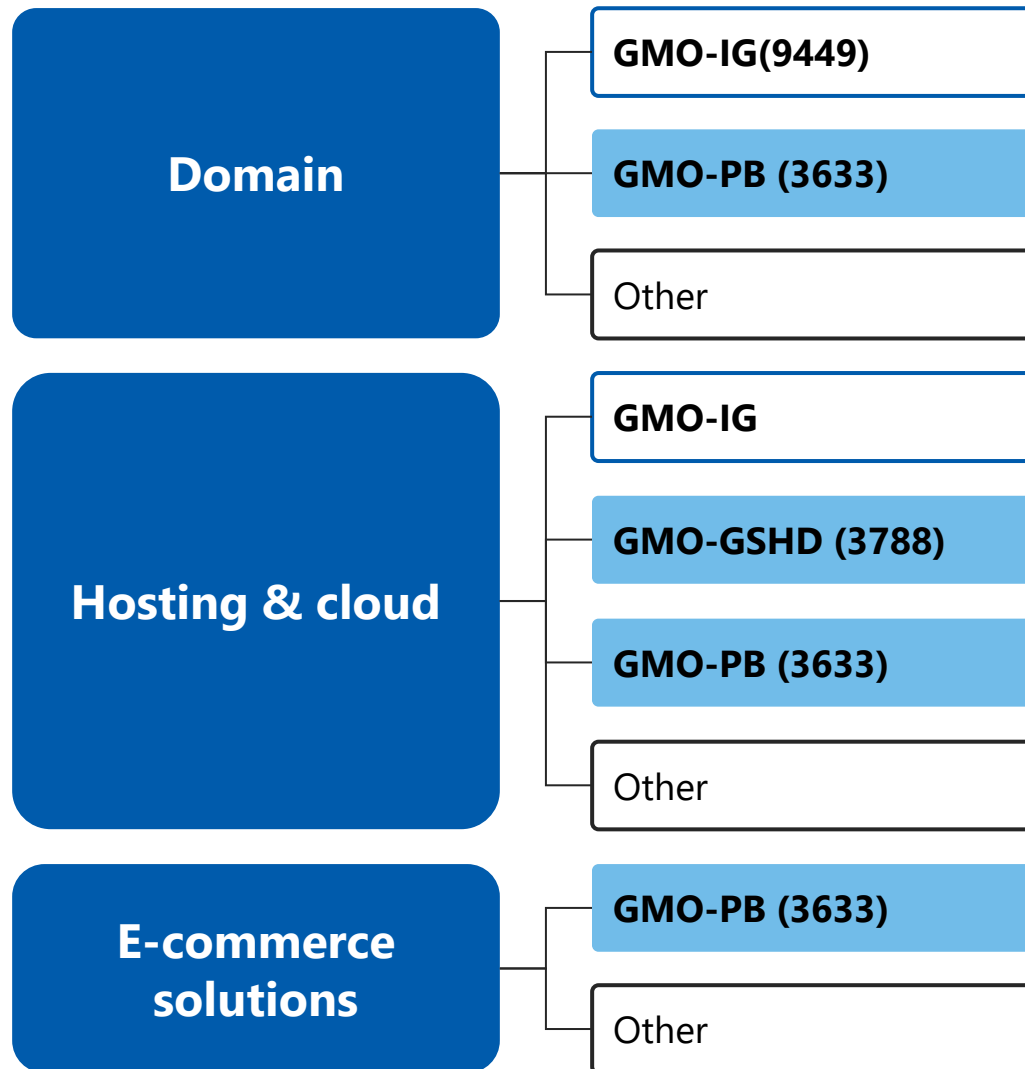 Domain
GMO-IG(9449)
GMO-PB (3633)
Other
Hosting & cloud
GMO-IG
GMO-GSHD (3788)
GMO-PB (3633)
Other
E-commerce
solutions
GMO-PB (3633)
Other